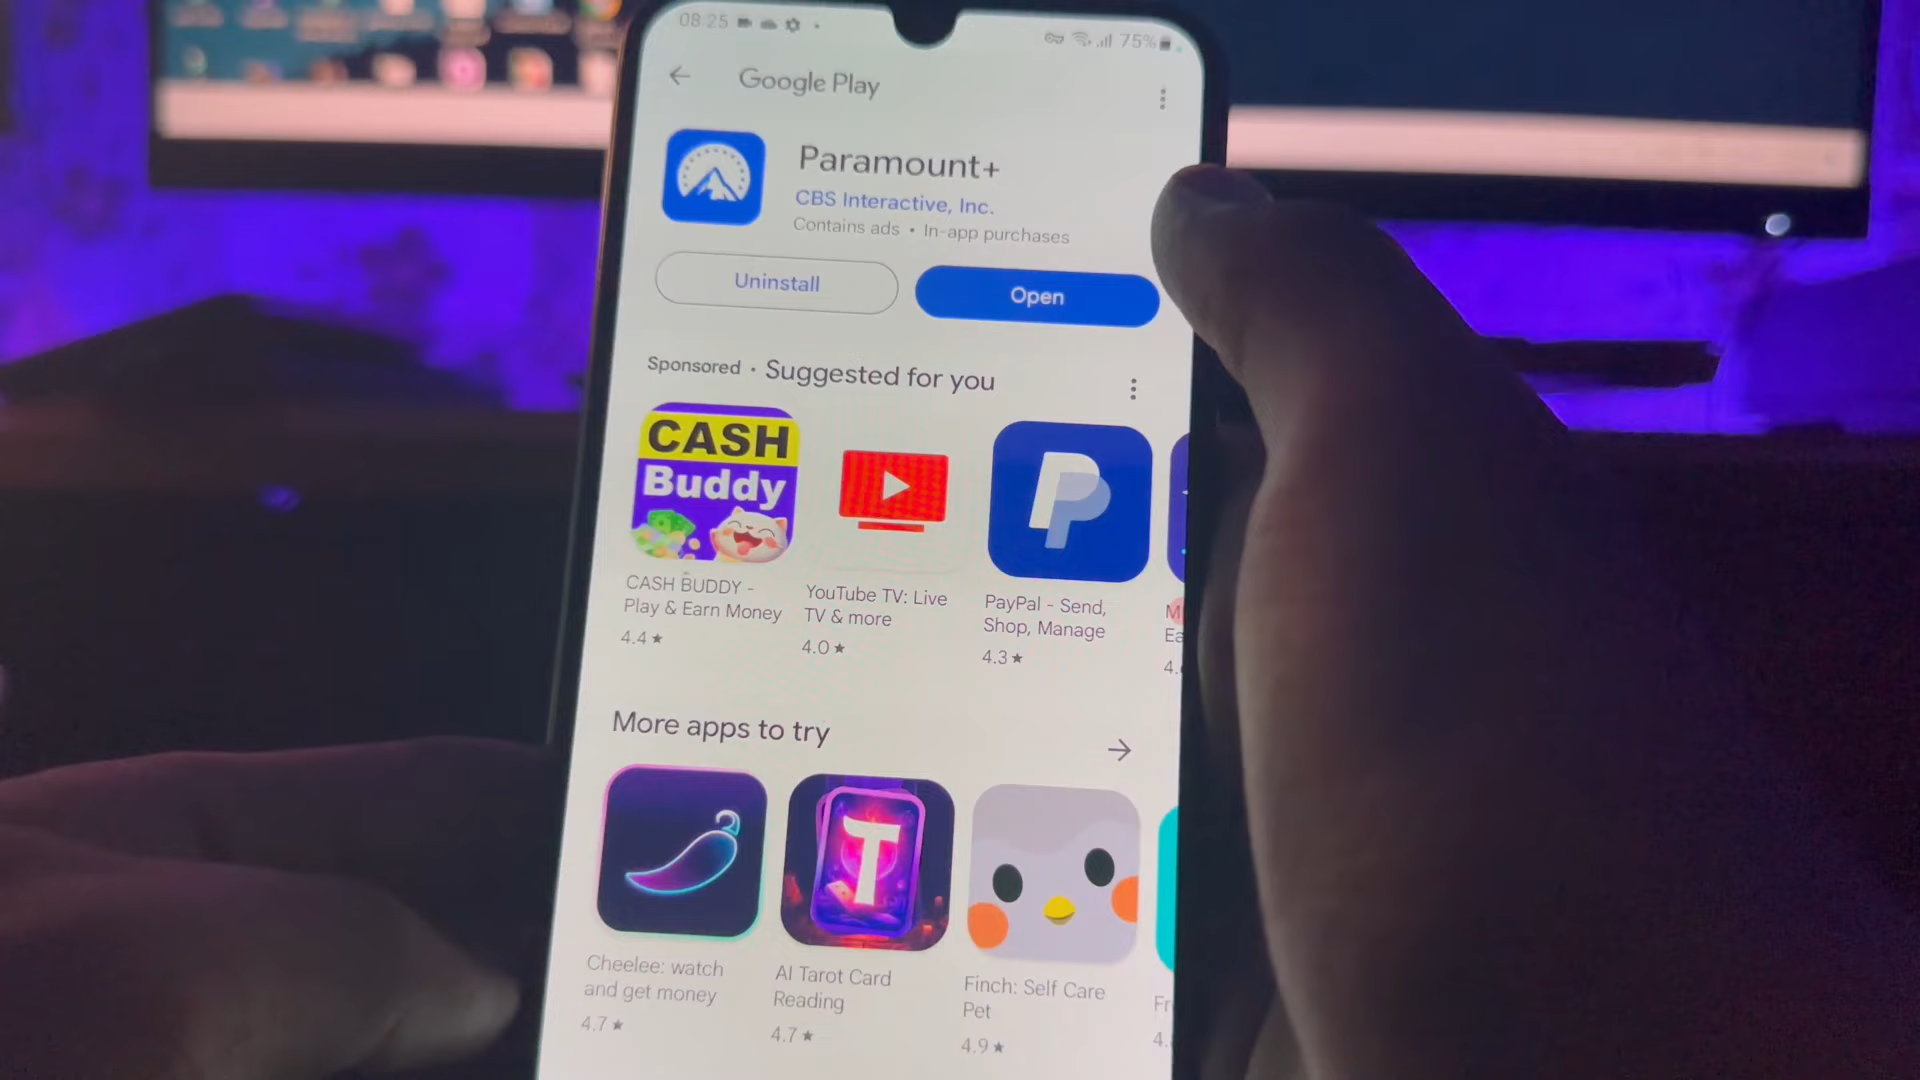 08:25
75%
Google Play
Paramount+
CBS Interactive, Inc.
Contains ads • In-app purchases
Uninstall
Open
Sponsored • Suggested for you
CASH
Buddy
CASH BUDDY -
Play & Earn Money
4.4 ★
YouTube TV: Live
TV & more
4.0 ★
PayPal - Send,
Shop, Manage
4.3 ★
More apps to try
T
Cheelee: watch
and get money
4.7 ★
AI Tarot Card
Reading
4.7 ★
Finch: Self Care
Pet
4.9 ★